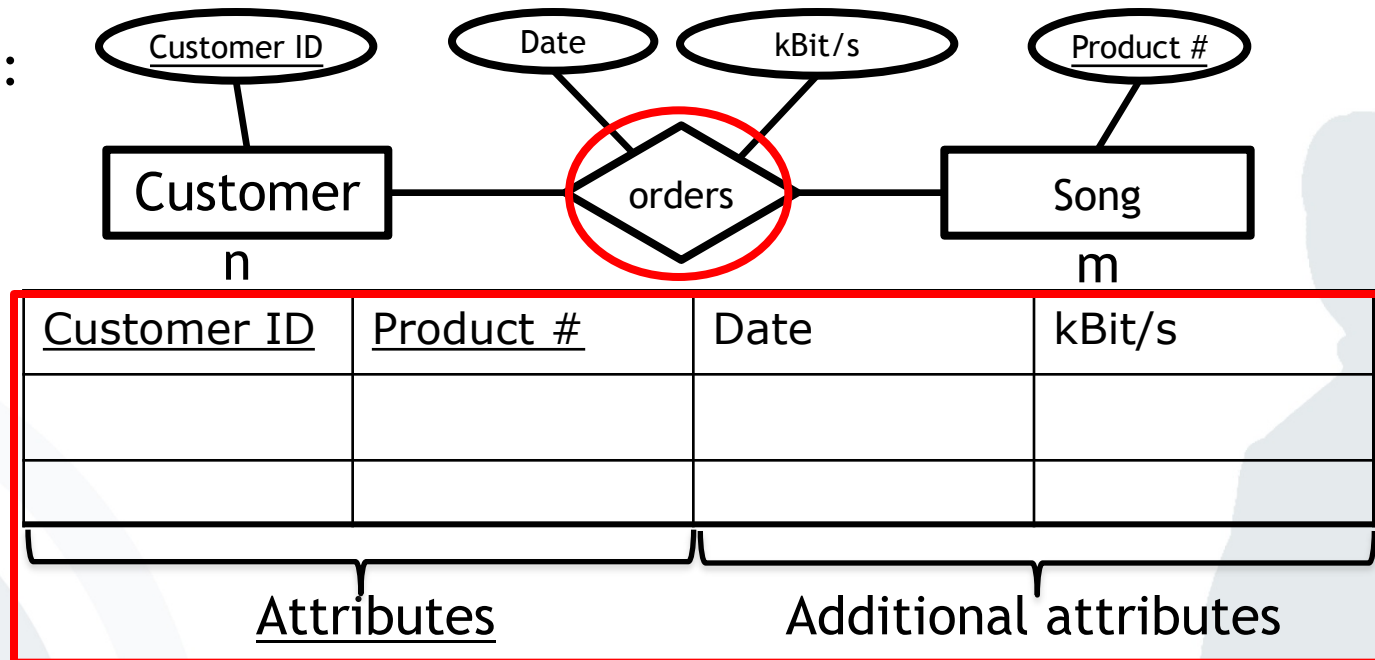 :
Customer ID
Date
kBit/s
Product #
Customer
orders
Song
n
m
Customer ID
Product #
Date
kBit/s
Attributes
Additional attributes